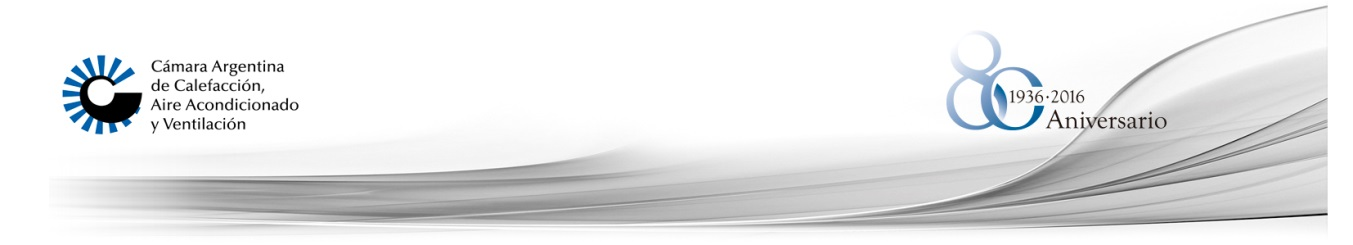 Cámara Argentina
de Calefacción,
Aire Acondicionado
y Ventilación
80
1936·2016
Aniversario